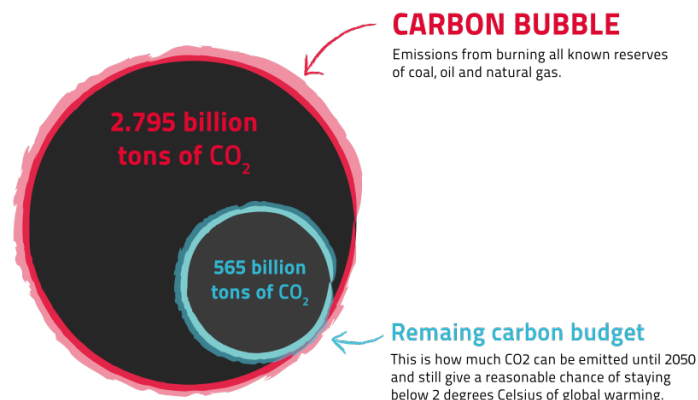 CARBON BUBBLE
Emissions from burning all known reserves
of coal, oil and natural gas.
2.795 billion
tons of CO2
565 billion
tons of CO2
Remaing carbon budget
This is how much CO2 can be emitted until 2050
and still give a reasonable chance of staying
below 2 degrees Celsius of global warming.